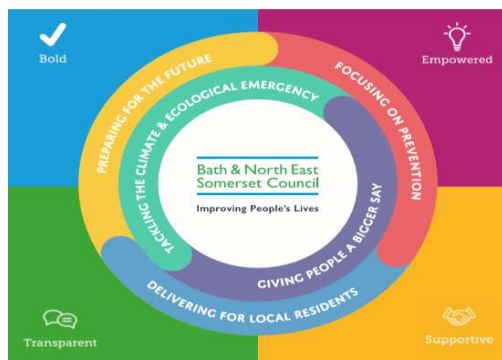 Bold
Empowered
PREPARING FOR THE FUTURE
FOCUSING ON PREVENTION
TACKLING THE CLIMATE & ECOLOGICAL EMERGENCY
Bath & North East
Somerset Council
Improving People's Lives
GIVING PEOPLE A BIGGER SAY
DELIVERING FOR LOCAL RESIDENTS
Transparent
Supportive